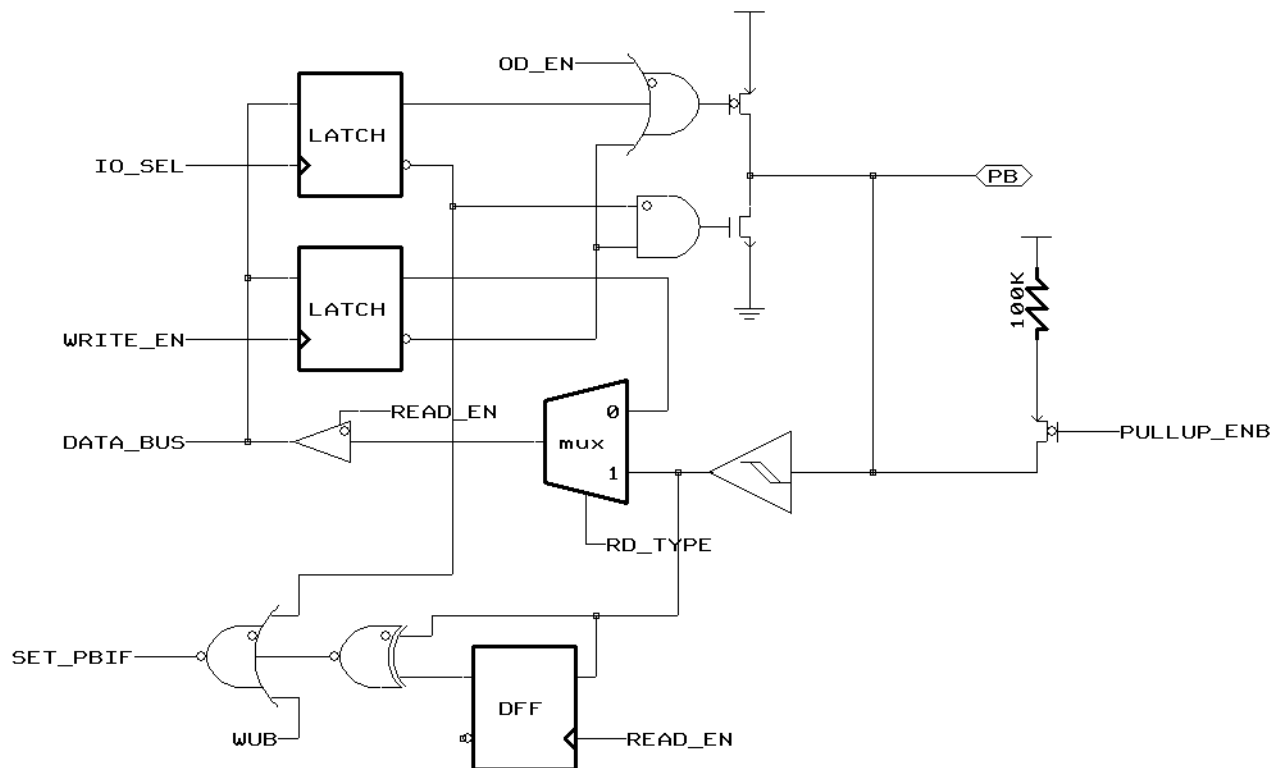 OD_EN
LATCH
IO_SEL
PB
100K
LATCH
WRITE_EN
READ_EN
0
DATA_BUS
mux
PULLUP_ENB
1
RD_TYPE
SET_PBIF
DFF
WUB
READ_EN